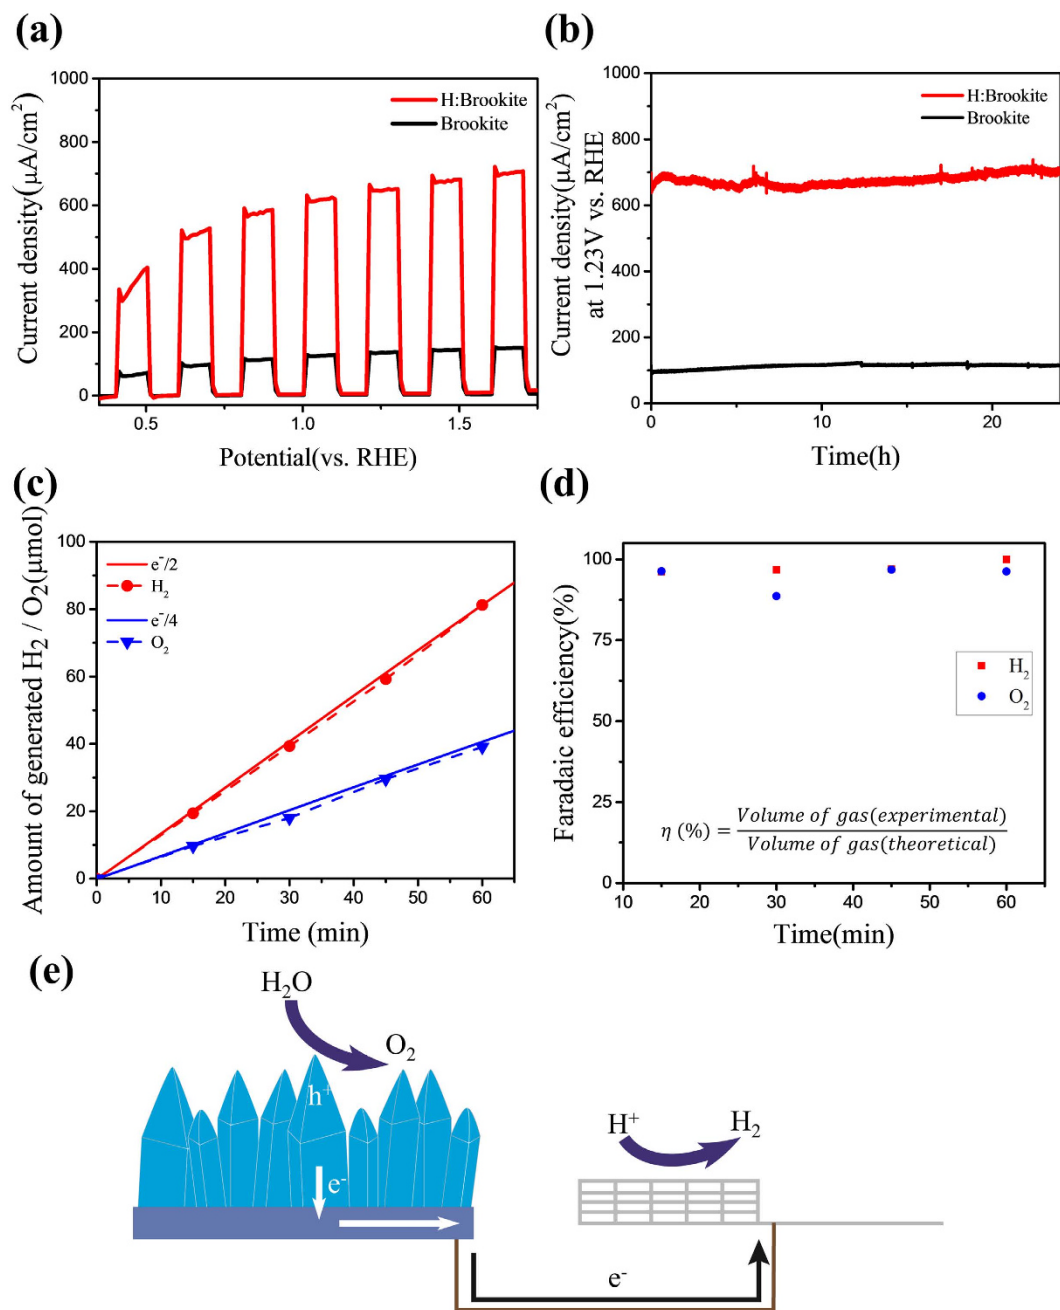 (a)
1000
800
600
400
200
0
0.5
1.0
1.5
Current density(μA/cm²)
Potential(vs. RHE)
H:Brookite
Brookite
(b)
1000
800
600
400
200
0
0
10
20
Current density(μA/cm²)
at 1.23V vs. RHE
Time(h)
H:Brookite
Brookite
(c)
100
80
60
40
20
0
0
10
20
30
40
50
60
Amount of generated H₂ / O₂(μmol)
Time (min)
e⁻/2
H₂
e⁻/4
O₂
(d)
100
75
50
25
0
10
20
30
40
50
60
Faradaic efficiency(%)
Time(min)
H₂
O₂
η (%) = Volume of gas(experimental)
Volume of gas(theoretical)
(e)
H₂O
O₂
h⁺
e⁻
H⁺
H₂
e⁻